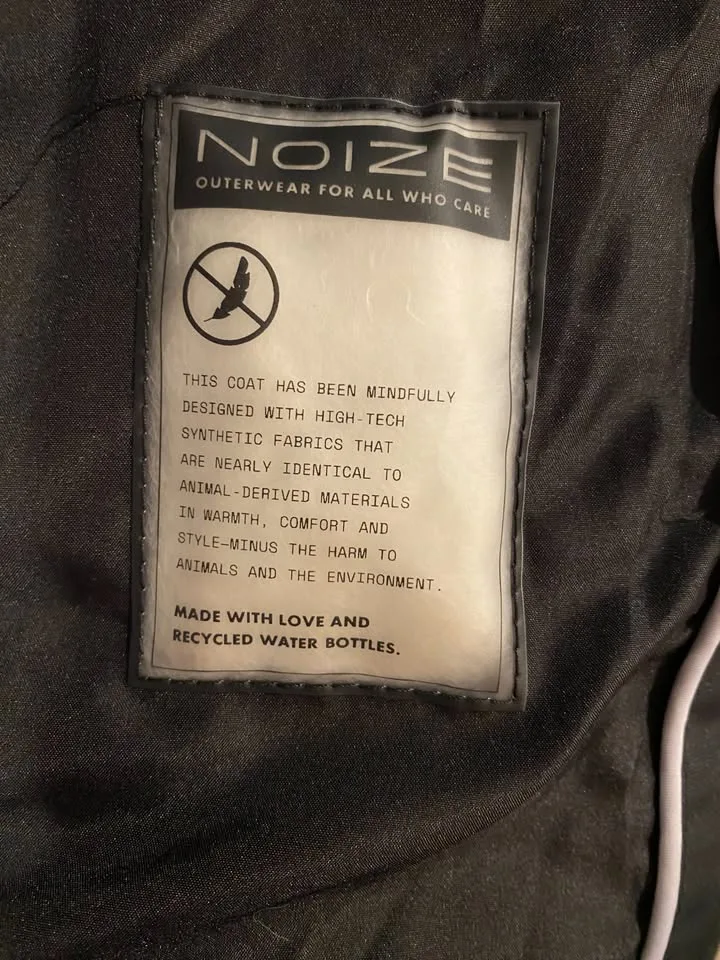 NOIZE
OUTERWEAR FOR ALL WHO CARE
THIS COAT HAS BEEN MINDFULLY
DESIGNED WITH HIGH-TECH
SYNTHETIC FABRICS THAT
ARE NEARLY IDENTICAL TO
ANIMAL-DERIVED MATERIALS
IN WARMTH, COMFORT AND
STYLE—MINUS THE HARM TO
ANIMALS AND THE ENVIRONMENT.
MADE WITH LOVE AND
RECYCLED WATER BOTTLES.